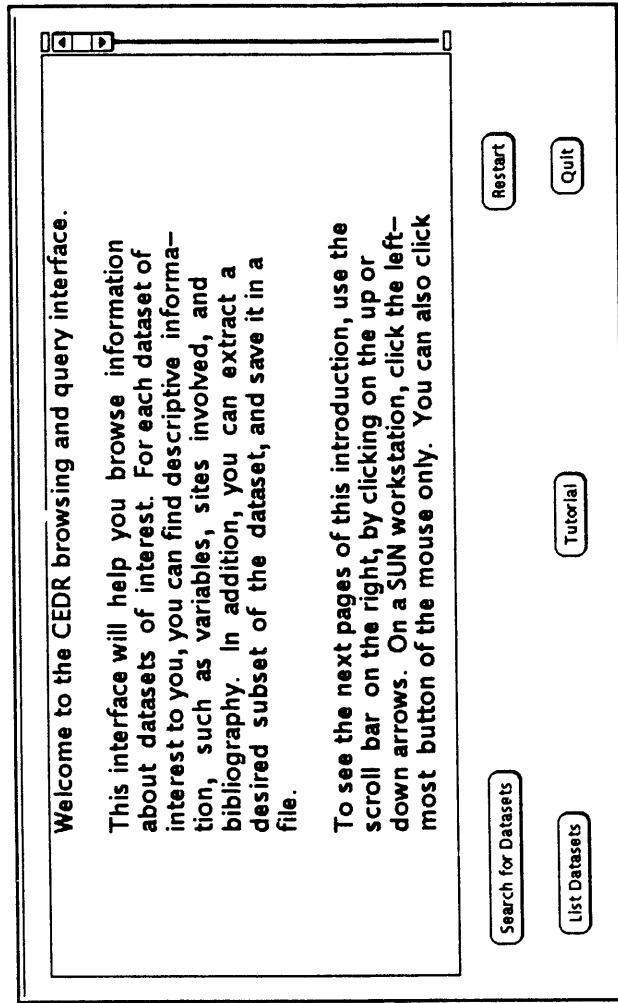 Welcome to the CEDR browsing and query interface.
This interface will help you browse information
about datasets of interest. For each dataset of
interest to you, you can find descriptive informa–
tion, such as variables, sites involved, and
bibliography. In addition, you can extract a
desired subset of the dataset, and save it in a
file.
To see the next pages of this introduction, use the
scroll bar on the right, by clicking on the up or
down arrows. On a SUN workstation, click the left–
most button of the mouse only. You can also click
Search for Datasets
Restart
List Datasets
Tutorial
Quit